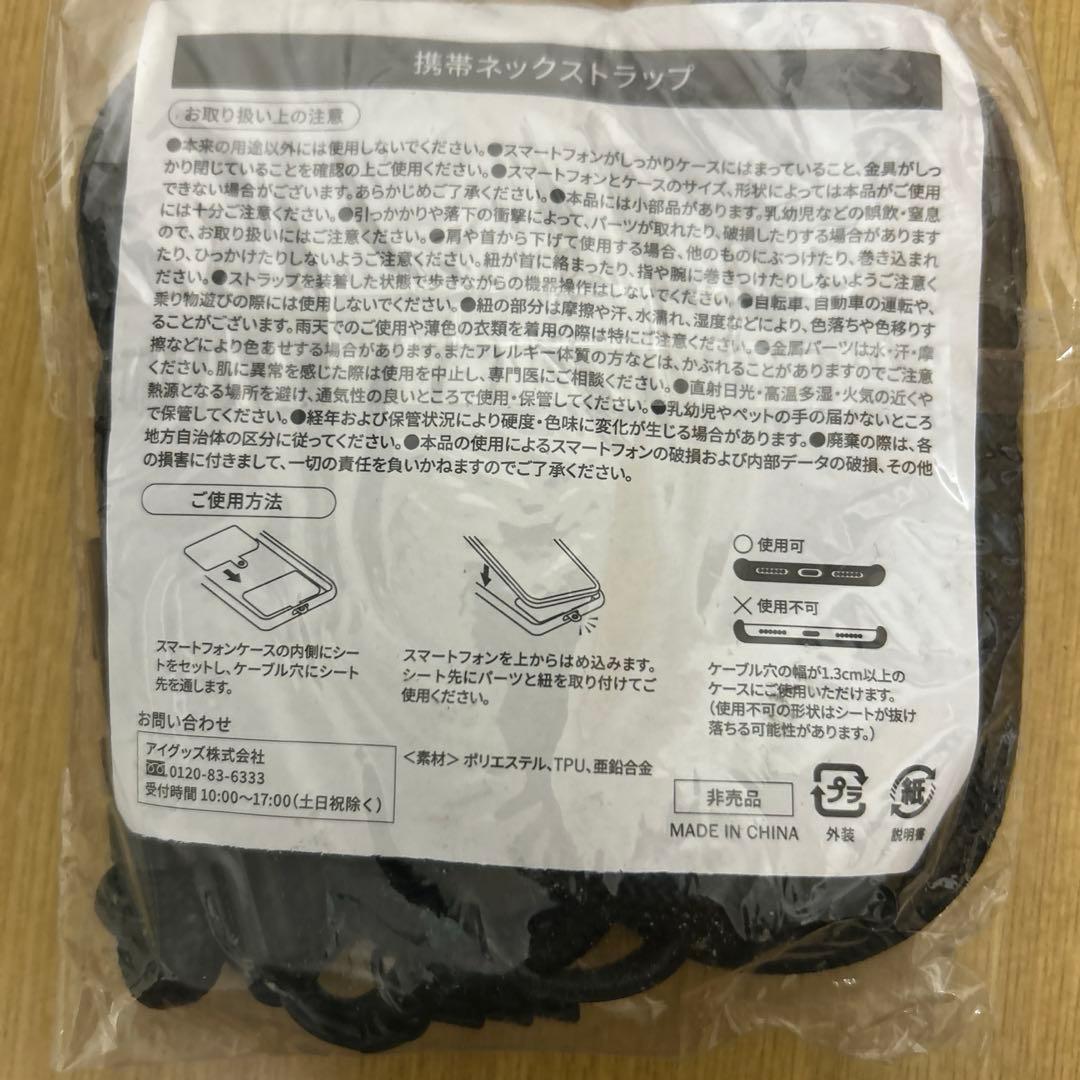 携帯ネックストラップ
お取り扱い上の注意
●本来の用途以外には使用しないでください。●スマートフォンがしっかりケースにはまっていること、金具がしっ
かり閉じていることを確認の上ご使用ください。●スマートフォンとケースのサイズ、形状によっては本品がご使用
できない場合がございます。あらかじめご了承ください。●本品には小部品があります。乳幼児などの誤飲・窒息
には十分ご注意ください。●引っかかりや落下の衝撃によって、パーツが取れたり、破損したりする場合があります
ので、お取り扱いにはご注意ください。●肩や首から下げて使用する場合、他のものにぶつけたり、巻き込まれ
たり、ひっかけたりしないようご注意ください。紐が首に絡まったり、指や腕に巻きつけたりしないようご注意く
ださい。●ストラップを装着した状態で歩きながらの機器操作はしないでください。●自転車、自動車の運転や、
乗り物遊びの際には使用しないでください。●紐の部分は摩擦や汗、水濡れ、湿度などにより、色落ちや色移りす
ることがございます。雨天でのご使用や薄色の衣類を着用の際は特にご注意ください。●金属パーツは水・汗・摩
擦などにより色あせする場合があります。またアレルギー体質の方などは、かぶれることがありますのでご注意
ください。肌に異常を感じた際は使用を中止し、専門医にご相談ください。●直射日光・高温多湿・火気の近くや
熱源となる場所を避け、通気性の良いところで使用・保管してください。●乳幼児やペットの手の届かないところ
で保管してください。●経年および保管状況により硬度・色味に変化が生じる場合があります。●廃棄の際は、各
地方自治体の区分に従ってください。●本品の使用によるスマートフォンの破損および内部データの破損、その他
の損害に付きまして、一切の責任を負いかねますのでご了承ください。
ご使用方法
スマートフォンケースの内側にシー
トをセットし、ケーブル穴にシート
先を通します。
スマートフォンを上からはめ込みます。
シート先にパーツと紐を取り付けてご
使用ください。
○ 使用可
× 使用不可
ケーブル穴の幅が1.3cm以上の
ケースにご使用いただけます。
(使用不可の形状はシートが抜け
落ちる可能性があります。)
お問い合わせ
アイグッズ株式会社
0120-83-6333
受付時間 10:00〜17:00(土日祝除く)
<素材> ポリエステル、TPU、亜鉛合金
非売品
MADE IN CHINA
プラ
外装
紙
説明書